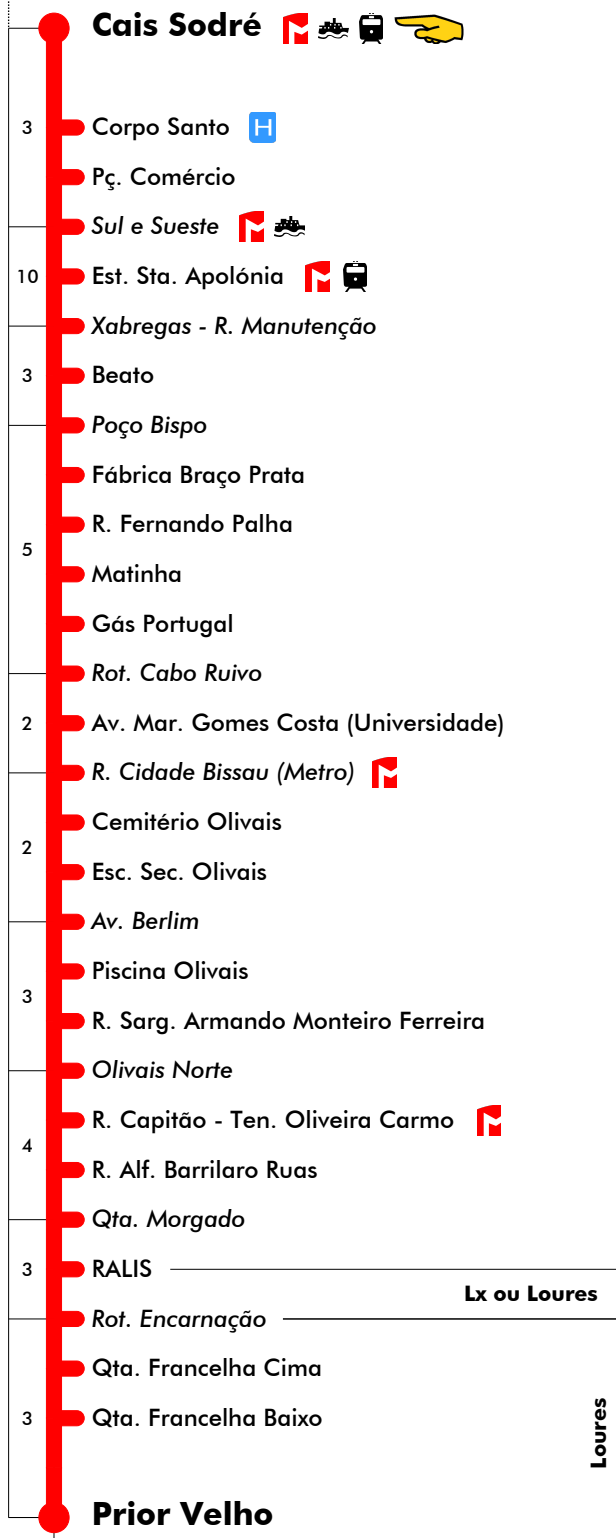 Cais Sodré
3
Corpo Santo H
Pç. Comércio
Sul e Sueste
10
Est. Sta. Apolónia
Xabregas - R. Manutenção
3
Beato
Poço Bispo
Fábrica Braço Prata
R. Fernando Palha
5
Matinha
Gás Portugal
Rot. Cabo Ruivo
2
Av. Mar. Gomes Costa (Universidade)
R. Cidade Bissau (Metro)
Cemitério Olivais
2
Esc. Sec. Olivais
Av. Berlim
Piscina Olivais
3
R. Sarg. Armando Monteiro Ferreira
Olivais Norte
R. Capitão - Ten. Oliveira Carmo
4
R. Alf. Barrilaro Ruas
Qta. Morgado
3
RALIS
Lx ou Loures
Rot. Encarnação
Qta. Francelha Cima
3
Qta. Francelha Baixo
Loures
Prior Velho